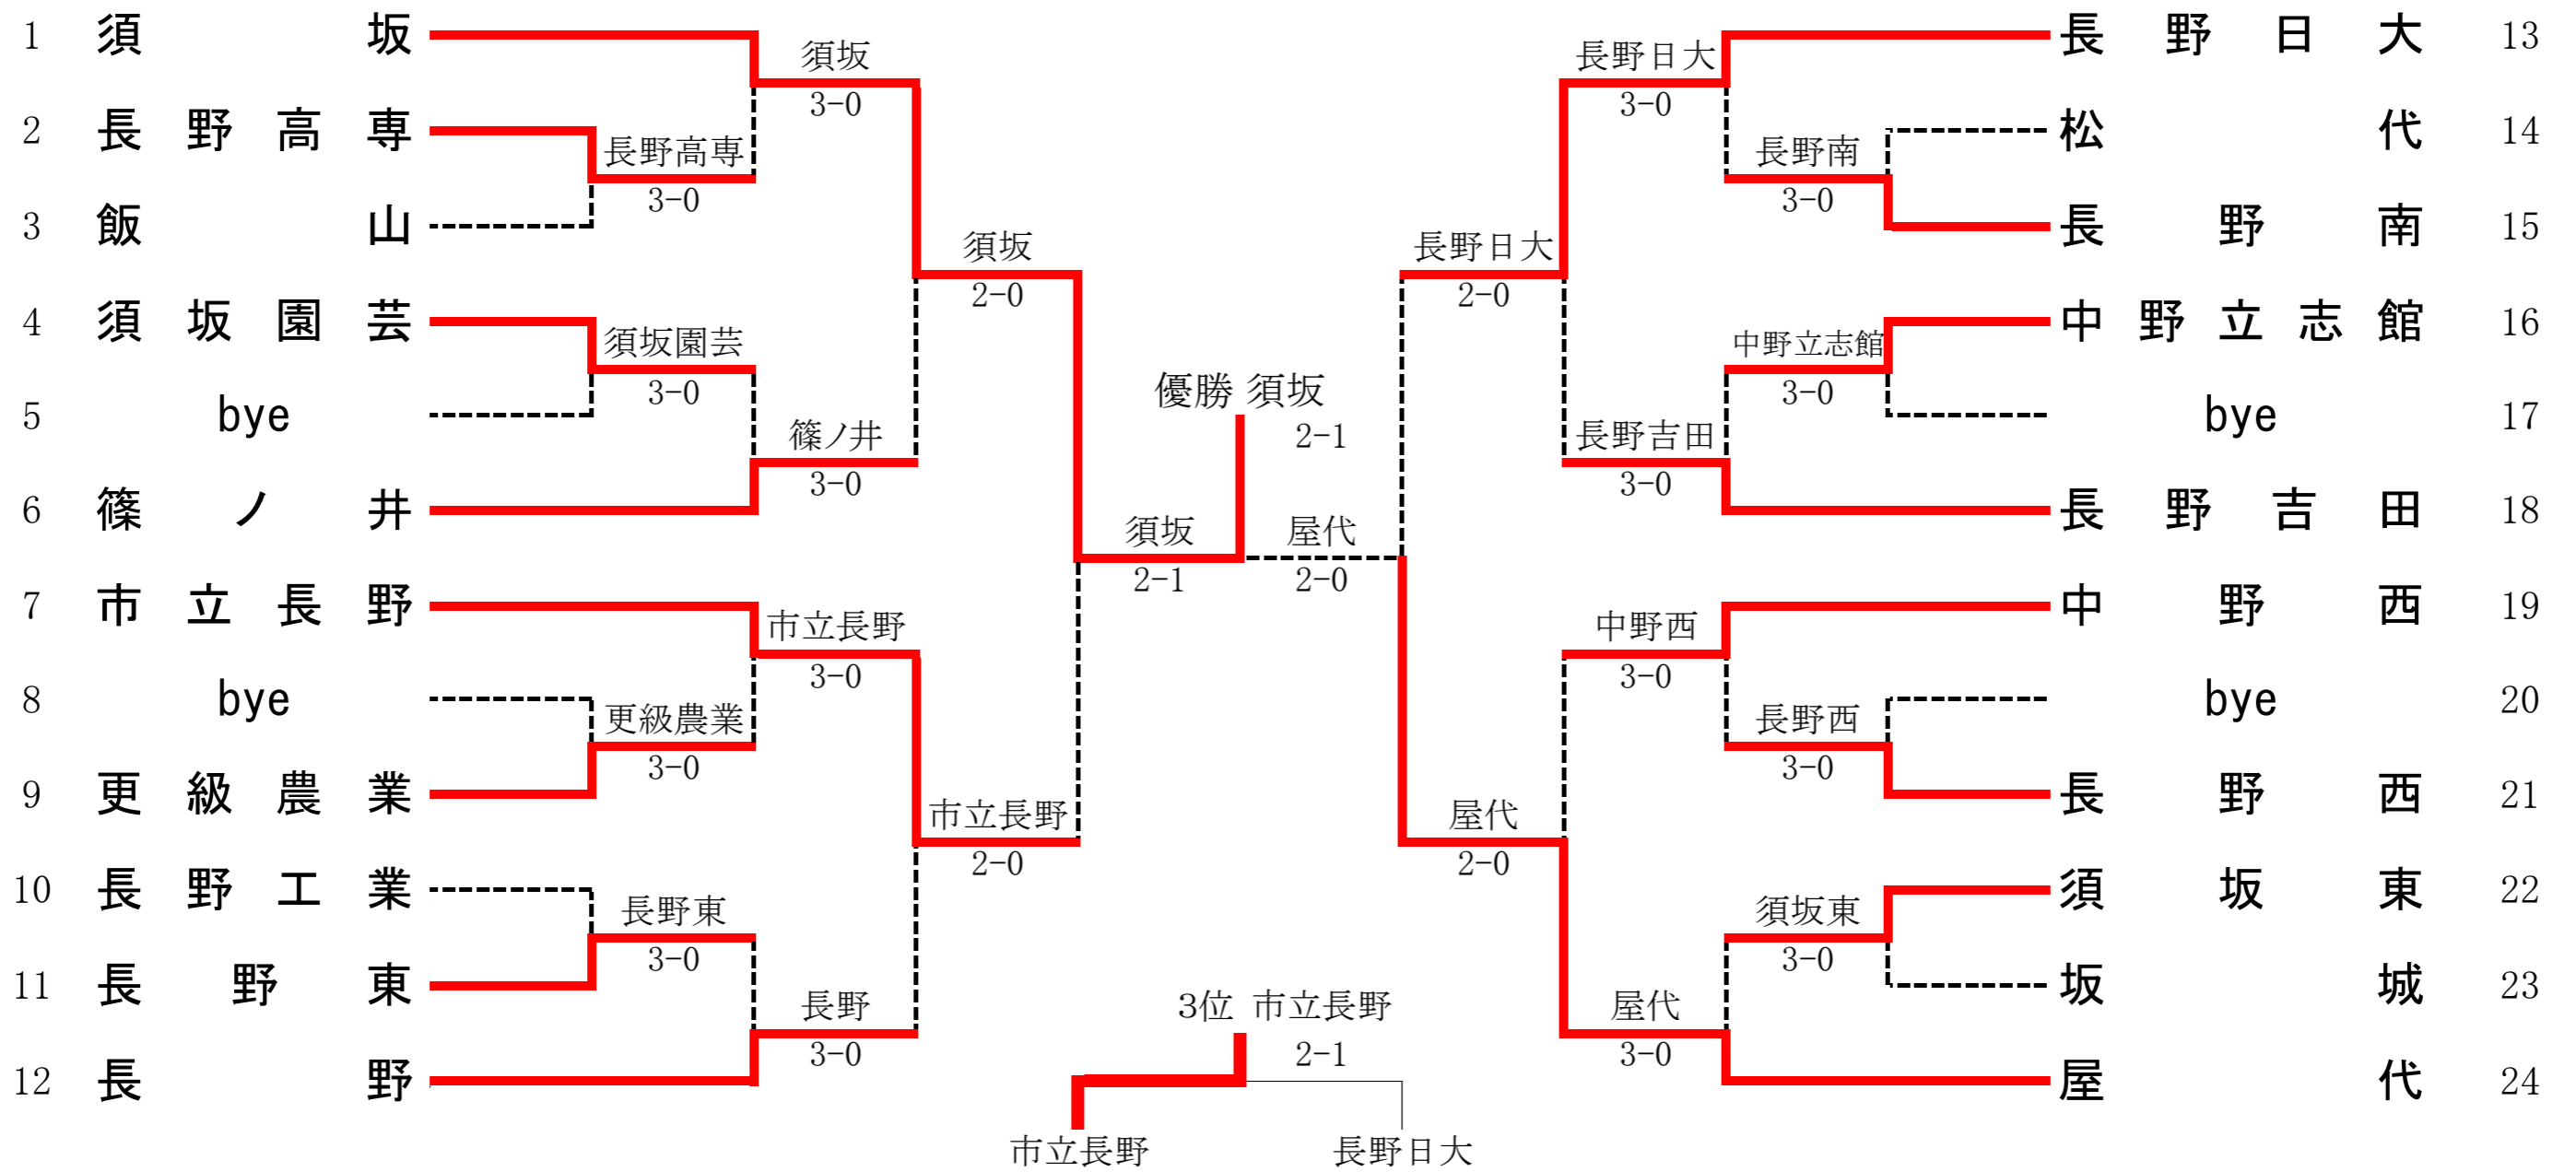 1 須坂
2 長野高専
3 飯山
4 須坂園芸
5 bye
6 篠ノ井
7 市立長野
8 bye
9 更級農業
10 長野工業
11 長野東
12 長野
長野高専
3-0
須坂園芸
3-0
更級農業
3-0
長野東
3-0
須坂
3-0
篠ノ井
3-0
市立長野
3-0
長野
3-0
須坂
2-0
市立長野
2-0
須坂
2-1
優勝 須坂
2-1
屋代
2-0
長野日大
2-0
屋代
2-0
長野日大
3-0
長野吉田
3-0
中野西
3-0
屋代
3-0
長野南
3-0
中野立志館
3-0
長野西
3-0
須坂東
3-0
長野日大 13
松代 14
長野南 15
中野立志館 16
bye 17
長野吉田 18
中野西 19
bye 20
長野西 21
須坂東 22
坂城 23
屋代 24
3位 市立長野
2-1
市立長野
長野日大